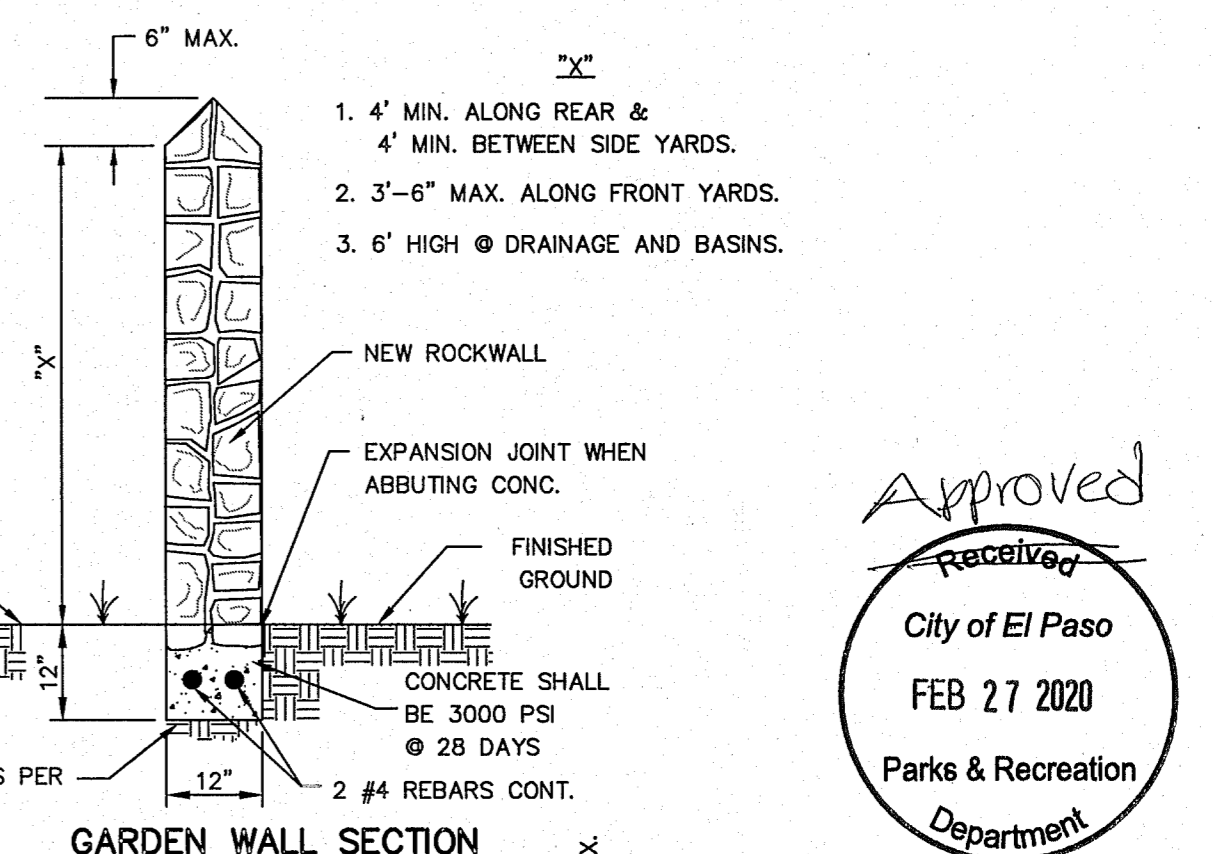 6" MAX.
"X"
1. 4' MIN. ALONG REAR &
4' MIN. BETWEEN SIDE YARDS.
2. 3'-6" MAX. ALONG FRONT YARDS.
3. 6' HIGH @ DRAINAGE AND BASINS.
"X"
NEW ROCKWALL
EXPANSION JOINT WHEN
ABBUTING CONC.
FINISHED
GROUND
12"
CONCRETE SHALL
BE 3000 PSI
@ 28 DAYS
PER
12"
2 #4 REBARS CONT.
GARDEN WALL SECTION
X.
Approved
Received
City of El Paso
FEB 27 2020
Parks & Recreation
Department